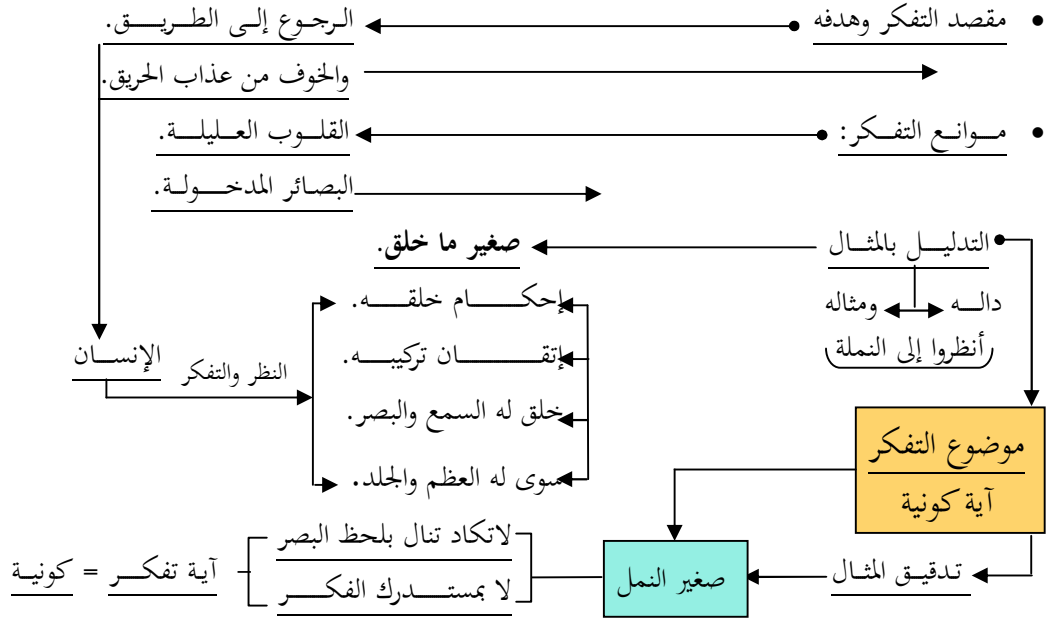 • مقصد التفكر وهدفه
الرجوع إلى الطريق.
والخوف من عذاب الحريق.
• موانع التفكر:
القلوب العليلة.
البصائر المدخولة.
التدليل بالمثال
صغير ما خلق.
داله
ومثاله
أنظروا إلى النملة
إحكام خلقه.
إتقان تركيبه.
خلق له السمع والبصر.
سوى له العظم والجلد.
النظر والتفكر
الإنسان
موضوع التفكر
آية كونية
تدقيق المثال
صغير النمل
لاتكاد تنال بلحظ البصر
لا بمستدرك الفكر
آية تفكر = كونية